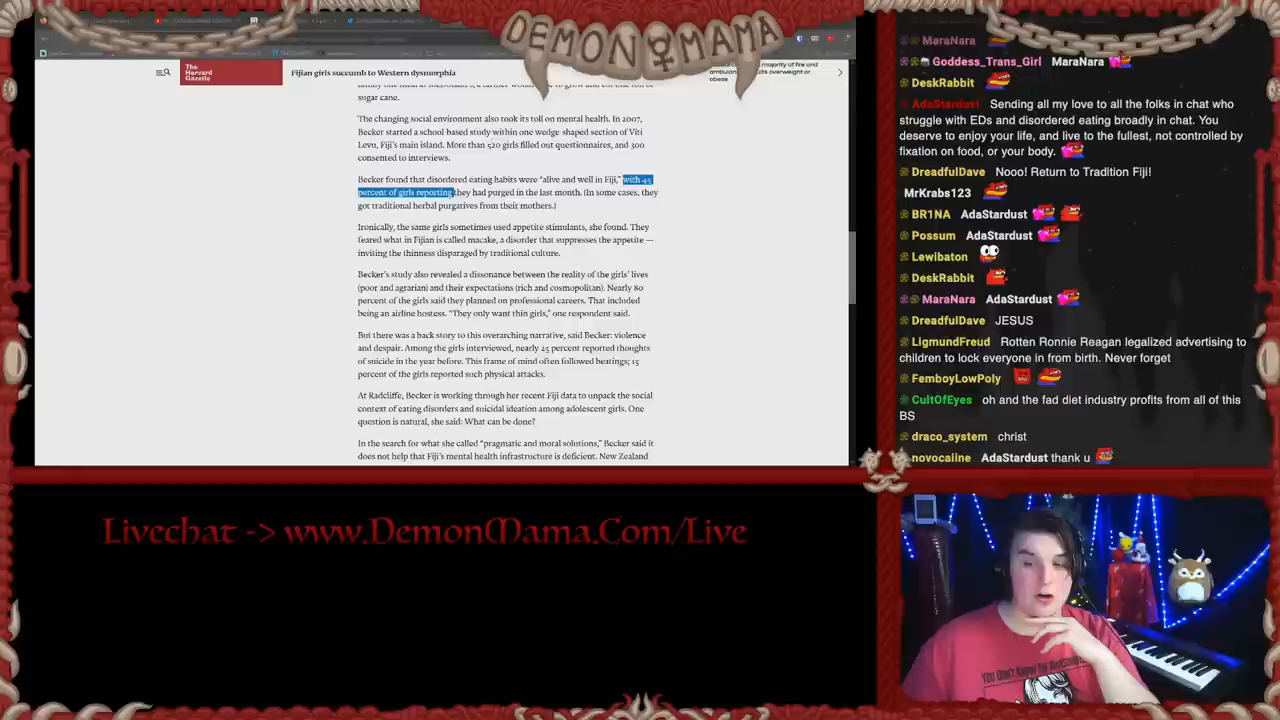 DEMON MAMA
The
Harvard
Gazette
Fijian girls succumb to Western dysmorphia
majority of fire and
overweight or
obese
sugar cane.
The changing social environment also took its toll on mental health. In 2007,
Becker started a school based study within one wedge-shaped section of Viti
Levu, Fiji's main island. More than 520 girls filled out questionnaires, and 300
consented to interviews.
Becker found that disordered eating habits were "alive and well in Fiji," with 45
percent of girls reporting they had purged in the last month. (In some cases, they
got traditional herbal purgatives from their mothers.)
Ironically, the same girls sometimes used appetite stimulants, she found. They
feared what in Fijian is called macake, a disorder that suppresses the appetite —
inviting the thinness disparaged by traditional culture.
Becker's study also revealed a dissonance between the reality of the girls' lives
(poor and agrarian) and their expectations (rich and cosmopolitan). Nearly 80
percent of the girls said they planned on professional careers. That included
being an airline hostess. "They only want thin girls," one respondent said.
But there was a back story to this overarching narrative, said Becker: violence
and despair. Among the girls interviewed, nearly 25 percent reported thoughts
of suicide in the year before. This frame of mind often followed beatings; 15
percent of the girls reported such physical attacks.
At Radcliffe, Becker is working through her recent Fiji data to unpack the social
context of eating disorders and suicidal ideation among adolescent girls. One
question is natural, she said: What can be done?
In the search for what she called "pragmatic and moral solutions," Becker said it
does not help that Fiji's mental health infrastructure is deficient. New Zealand
MaraNara
Goddess_Trans_Girl MaraNara
DeskRabbit
AdaStardust! Sending all my love to all the folks in chat who
struggle with EDs and disordered eating broadly in chat. You
deserve to enjoy your life, and live to the fullest, not controlled by
fixation on food, or your body.
DreadfulDave Nooo! Return to Tradition Fiji!
MrKrabs123
BR1NA AdaStardust
Possum AdaStardust
Lewibaton
DeskRabbit
MaraNara AdaStardust
DreadfulDave JESUS
LigmundFreud Rotten Ronnie Reagan legalized advertising to
children to lock everyone in from birth. Never forget
FemboyLowPoly
CultOfEyes oh and the fad diet industry profits from all of this
BS
draco_system christ
novocaiine AdaStardust thank u
Livechat -> www.DemonMama.Com/Live
YOU DON'T KNOW THE